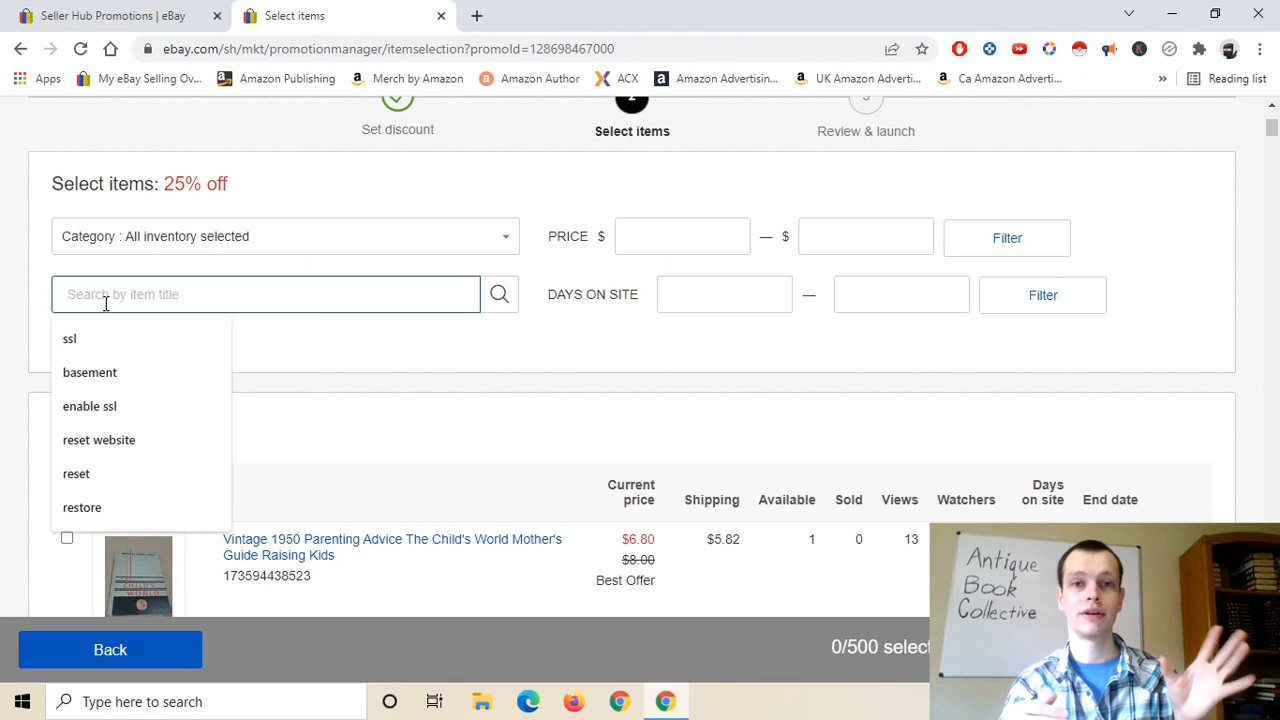 Seller Hub Promotions | eBay
Select items
ebay.com/sh/mkt/promotionmanager/itemselection?promoId=128698467000
Apps
My eBay Selling Ov...
Amazon Publishing
Merch by Amazon
Amazon Author
ACX
Amazon Advertisin...
UK Amazon Adverti...
Ca Amazon Adverti...
Reading list
2
3
Set discount
Select items
Review & launch
Select items: 25% off
Category : All inventory selected
PRICE $ — $
Filter
Search by item title
DAYS ON SITE —
Filter
ssl
basement
enable ssl
reset website
reset
restore
Current price
Shipping
Available
Sold
Views
Watchers
Days on site
End date
Vintage 1950 Parenting Advice The Child's World Mother's
Guide Raising Kids
173594438523
$6.80
$8.00
Best Offer
$5.82
1
0
13
Antique
Book
Collective
Back
0/500 select
Type here to search